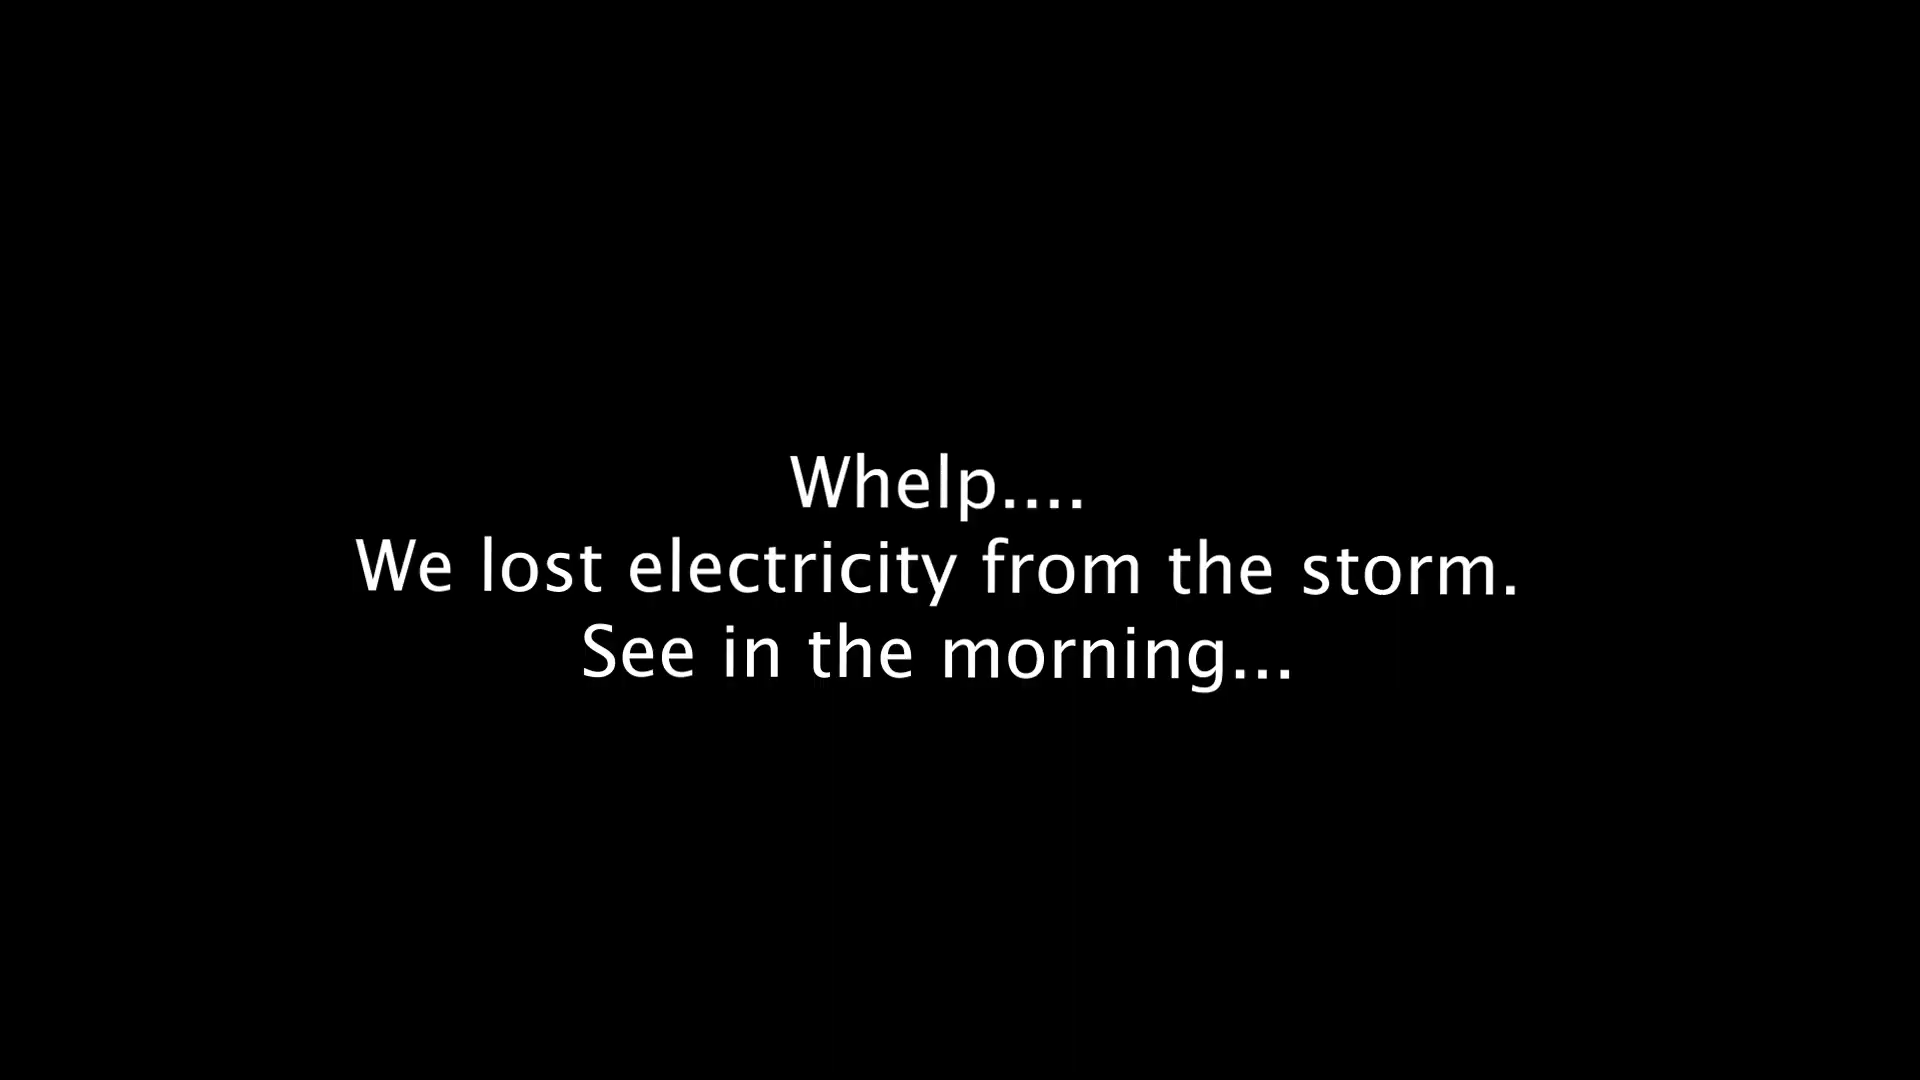 Whelp....
We lost electricity from the storm.
See in the morning...